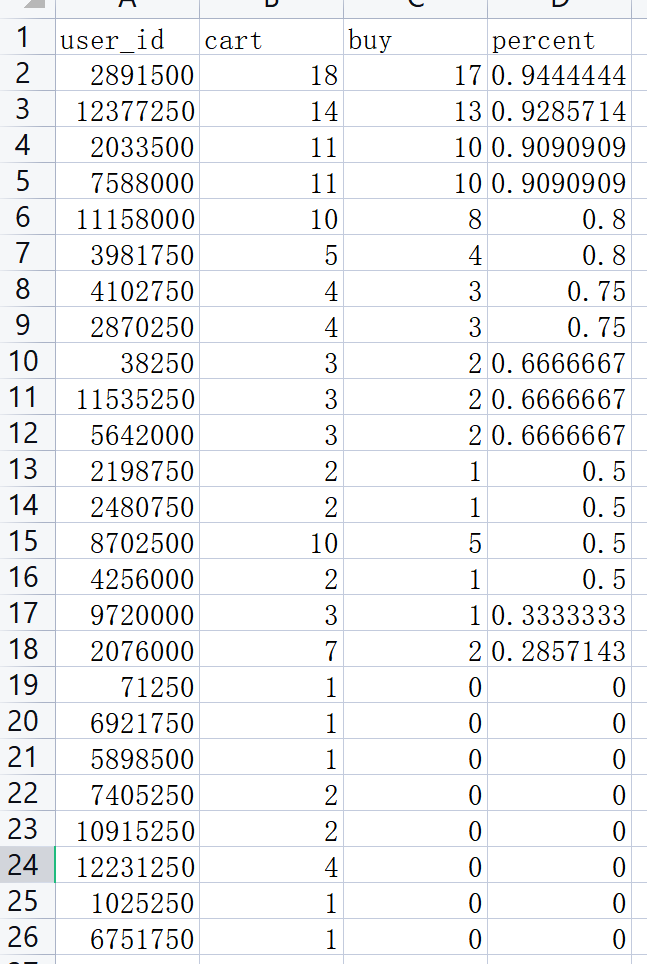 A B C D
1 user_id cart buy percent
2 2891500 18 17 0.9444444
3 12377250 14 13 0.9285714
4 2033500 11 10 0.9090909
5 7588000 11 10 0.9090909
6 11158000 10 8 0.8
7 3981750 5 4 0.8
8 4102750 4 3 0.75
9 2870250 4 3 0.75
10 38250 3 2 0.6666667
11 11535250 3 2 0.6666667
12 5642000 3 2 0.6666667
13 2198750 2 1 0.5
14 2480750 2 1 0.5
15 8702500 10 5 0.5
16 4256000 2 1 0.5
17 9720000 3 1 0.3333333
18 2076000 7 2 0.2857143
19 71250 1 0 0
20 6921750 1 0 0
21 5898500 1 0 0
22 7405250 2 0 0
23 10915250 2 0 0
24 12231250 4 0 0
25 1025250 1 0 0
26 6751750 1 0 0